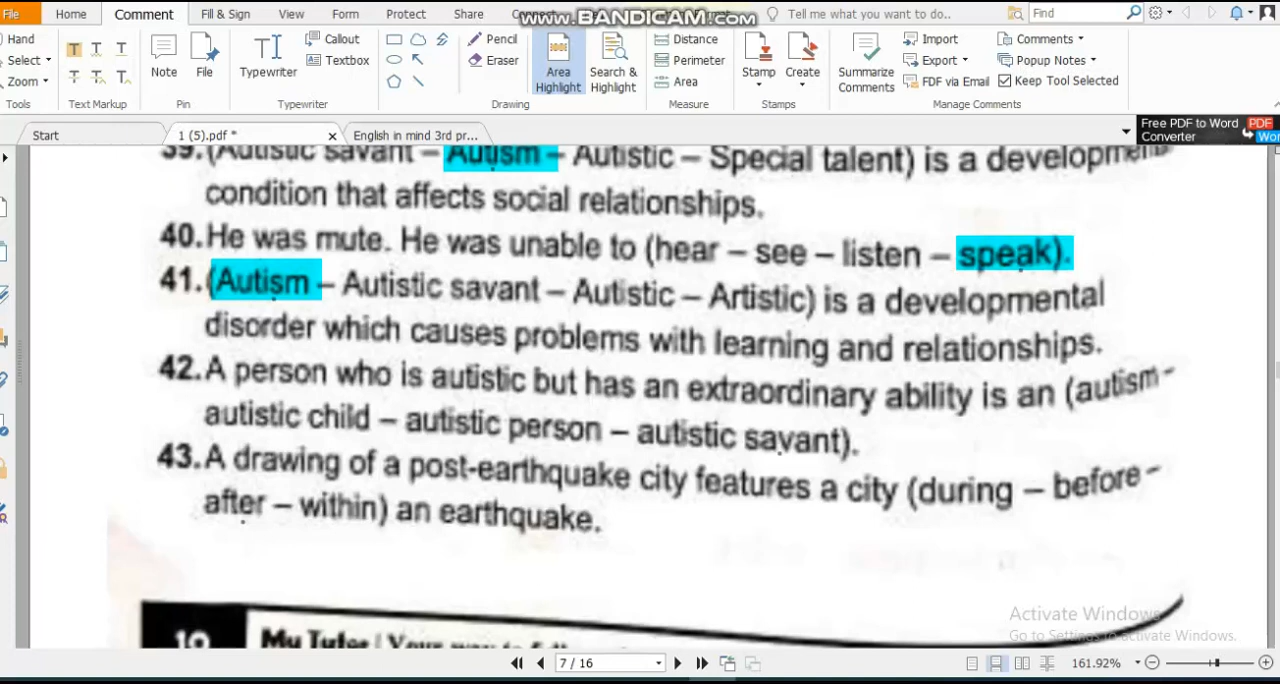 File Home Comment Fill & Sign View Form Protect Share Connect www.BANDICAM.com Tell me what you want to do.. Find
Hand Select Zoom Tools
Text Markup
Note File Pin
Typewriter Callout Textbox Typewriter
Pencil Eraser Drawing
Area Highlight Search & Highlight
Distance Perimeter Area Measure
Stamp Create Stamps
Summarize Comments Import Export FDF via Email Comments Popup Notes Keep Tool Selected Manage Comments
Start 1 (5).pdf * English in mind 3rd pr...
Free PDF to Word Converter PDF Wor
39.(Autistic savant – Autism – Autistic – Special talent) is a
condition that affects social relationships.
40.He was mute. He was unable to (hear – see – listen – speak).
41.(Autism – Autistic savant – Autistic – Artistic) is a developmental
disorder which causes problems with learning and relationships.
42.A person who is autistic but has an extraordinary ability is an (autism –
autistic child – autistic person – autistic savant).
43.A drawing of a post-earthquake city features a city (during – before –
after – within) an earthquake.
Activate Windows
Go to Settings to activate Windows.
My Tutor
7 / 16 161.92%